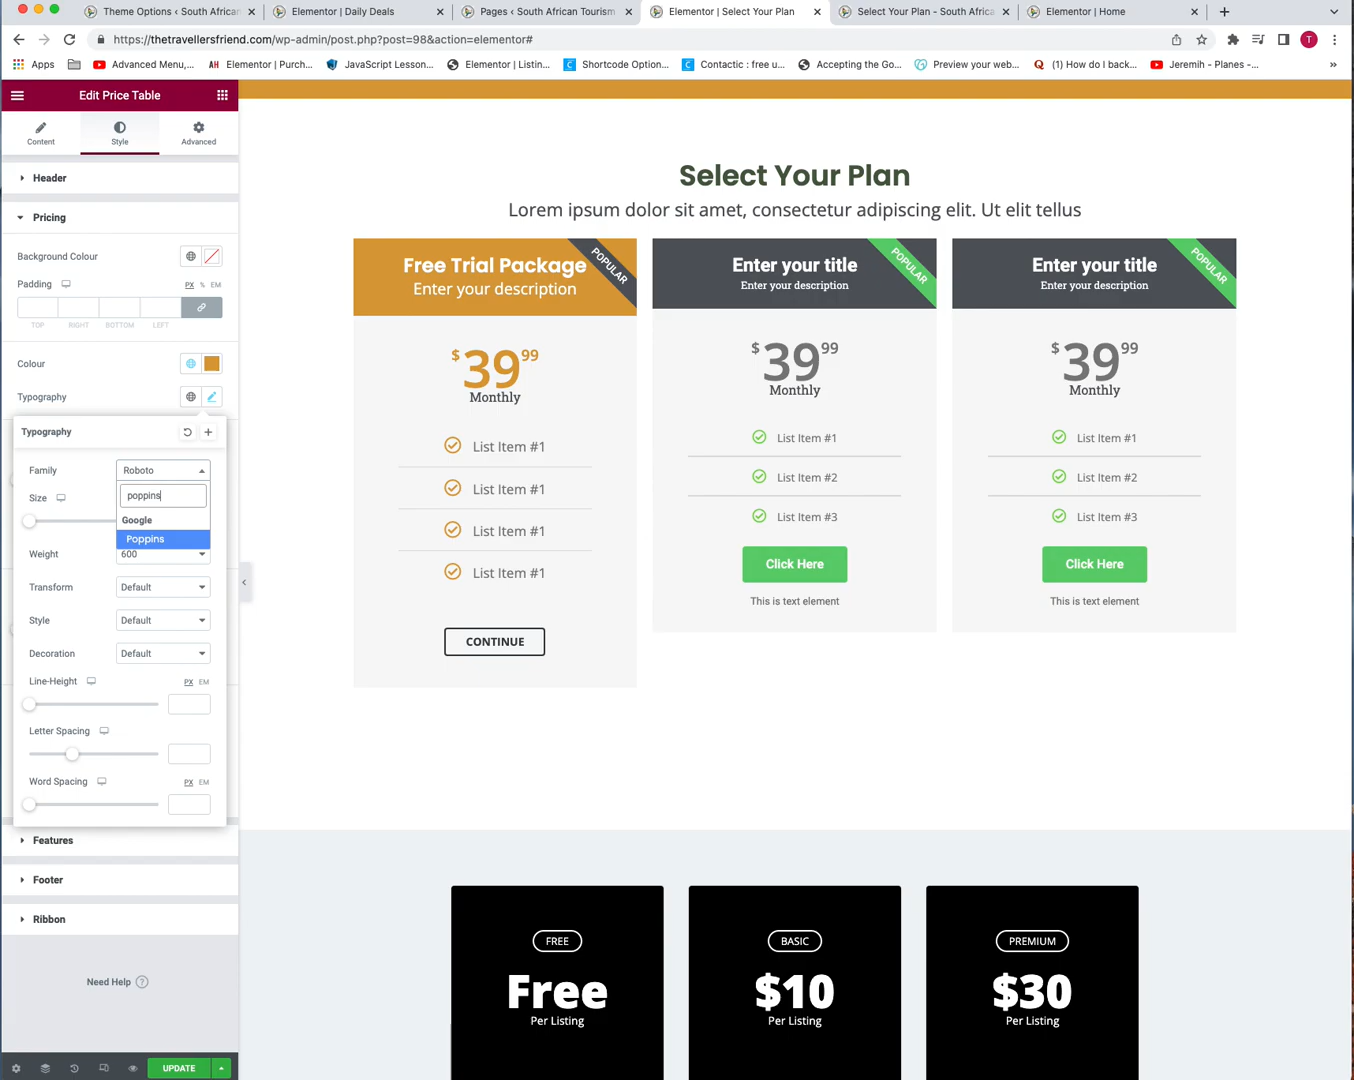 Theme Options ‹ South African
Elementor | Daily Deals
Pages ‹ South African Tourism
Elementor | Select Your Plan
Select Your Plan - South Africa
Elementor | Home
https://thetravellersfriend.com/wp-admin/post.php?post=98&action=elementor#
T
Apps
Advanced Menu,...
AH Elementor | Purch...
JavaScript Lesson...
Elementor | Listin...
C Shortcode Option...
C Contactic : free u...
Accepting the Go...
Preview your web...
Q (1) How do I back...
Jeremih - Planes -...
»
Edit Price Table
Content
Style
Advanced
Header
Pricing
Background Colour
Padding
PX % EM
TOP RIGHT BOTTOM LEFT
Colour
Typography
Typography
Family
Roboto
Size
poppins
Google
Poppins
Weight
600
Transform
Default
Style
Default
Decoration
Default
Line-Height
PX EM
Letter Spacing
Word Spacing
PX EM
Features
Footer
Ribbon
Need Help ?
UPDATE
Select Your Plan
Lorem ipsum dolor sit amet, consectetur adipiscing elit. Ut elit tellus
Free Trial Package
Enter your description
POPULAR
$39 99
Monthly
List Item #1
List Item #1
List Item #1
List Item #1
CONTINUE
Enter your title
Enter your description
POPULAR
$39 99
Monthly
List Item #1
List Item #2
List Item #3
Click Here
This is text element
Enter your title
Enter your description
POPULAR
$39 99
Monthly
List Item #1
List Item #2
List Item #3
Click Here
This is text element
FREE
Free
Per Listing
BASIC
$10
Per Listing
PREMIUM
$30
Per Listing